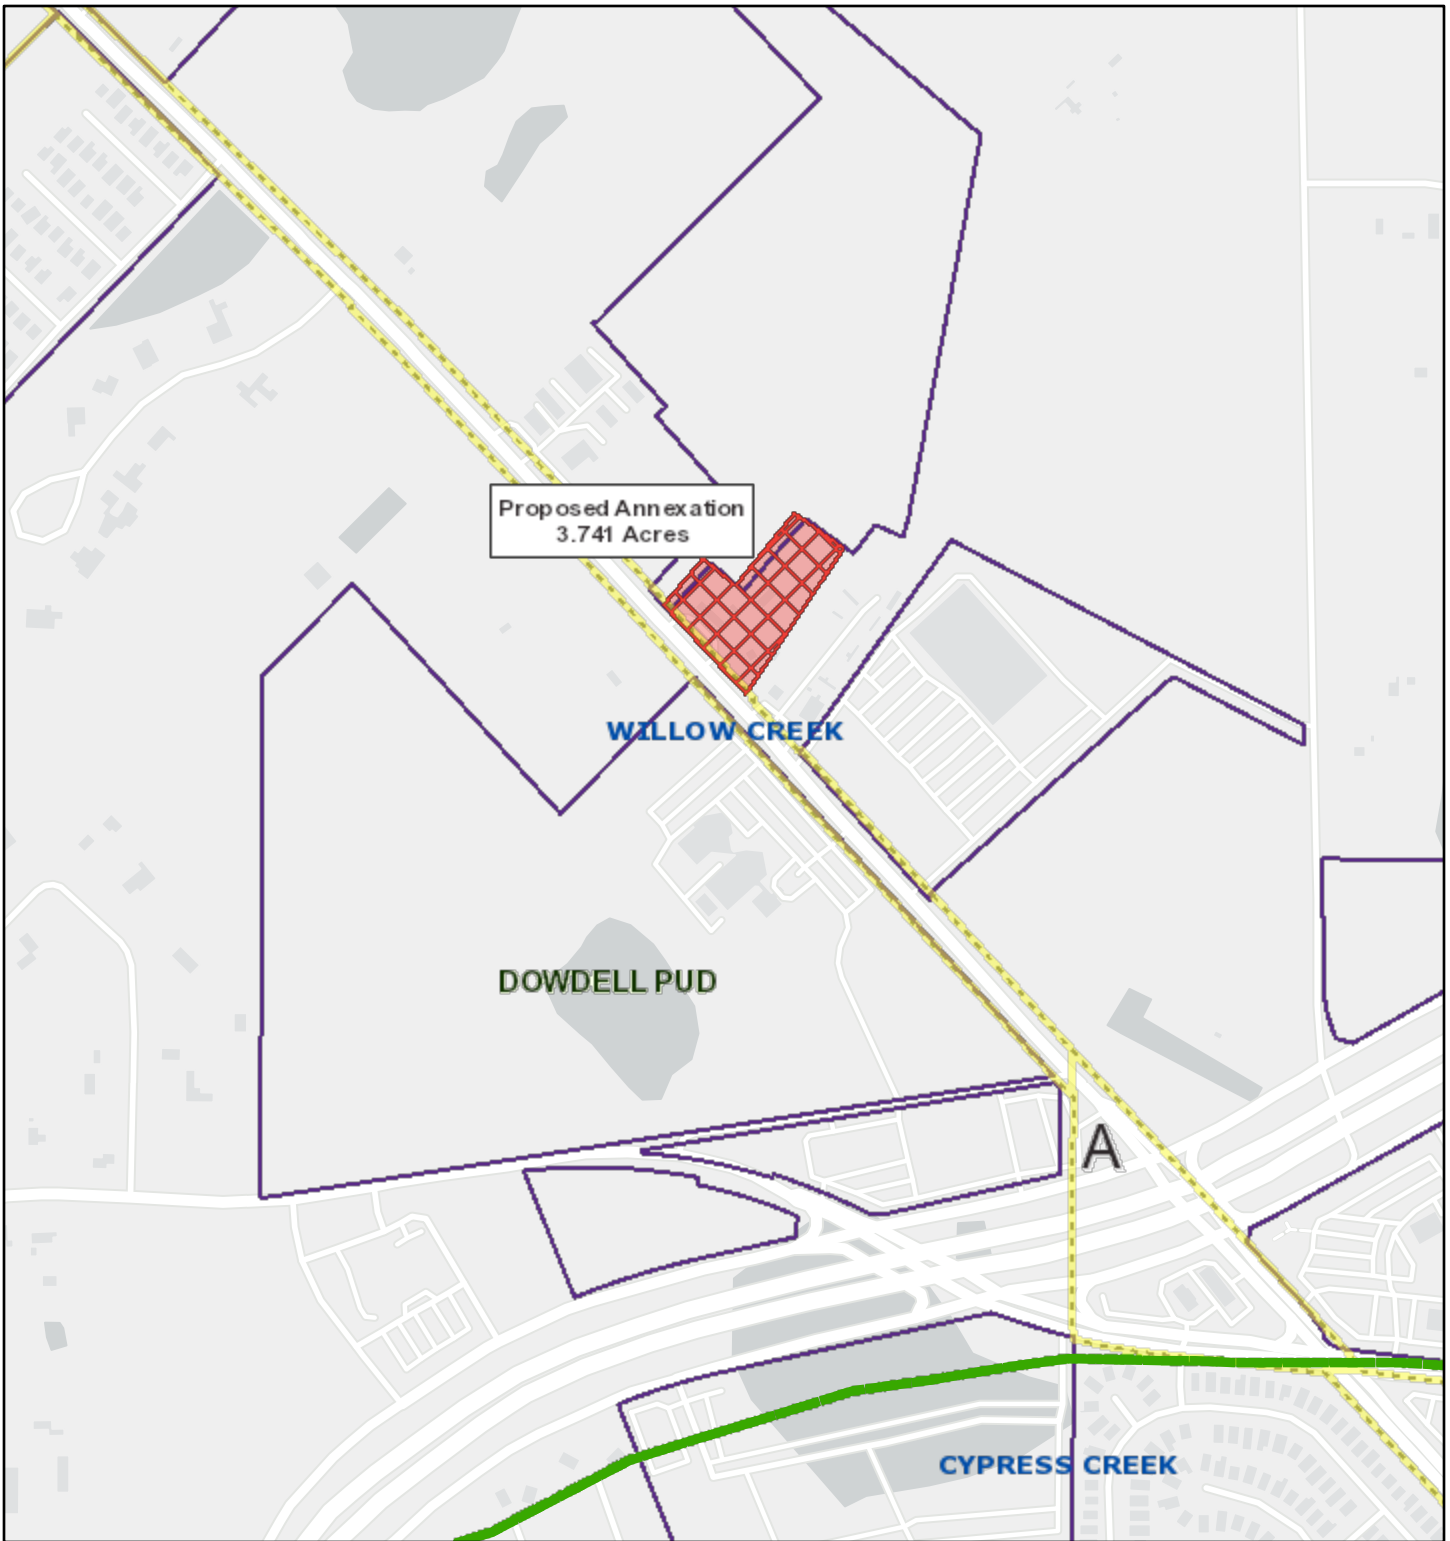 Proposed Annexation
3.741 Acres
WILLOW CREEK
DOWDELL PUD
A
CYPRESS CREEK